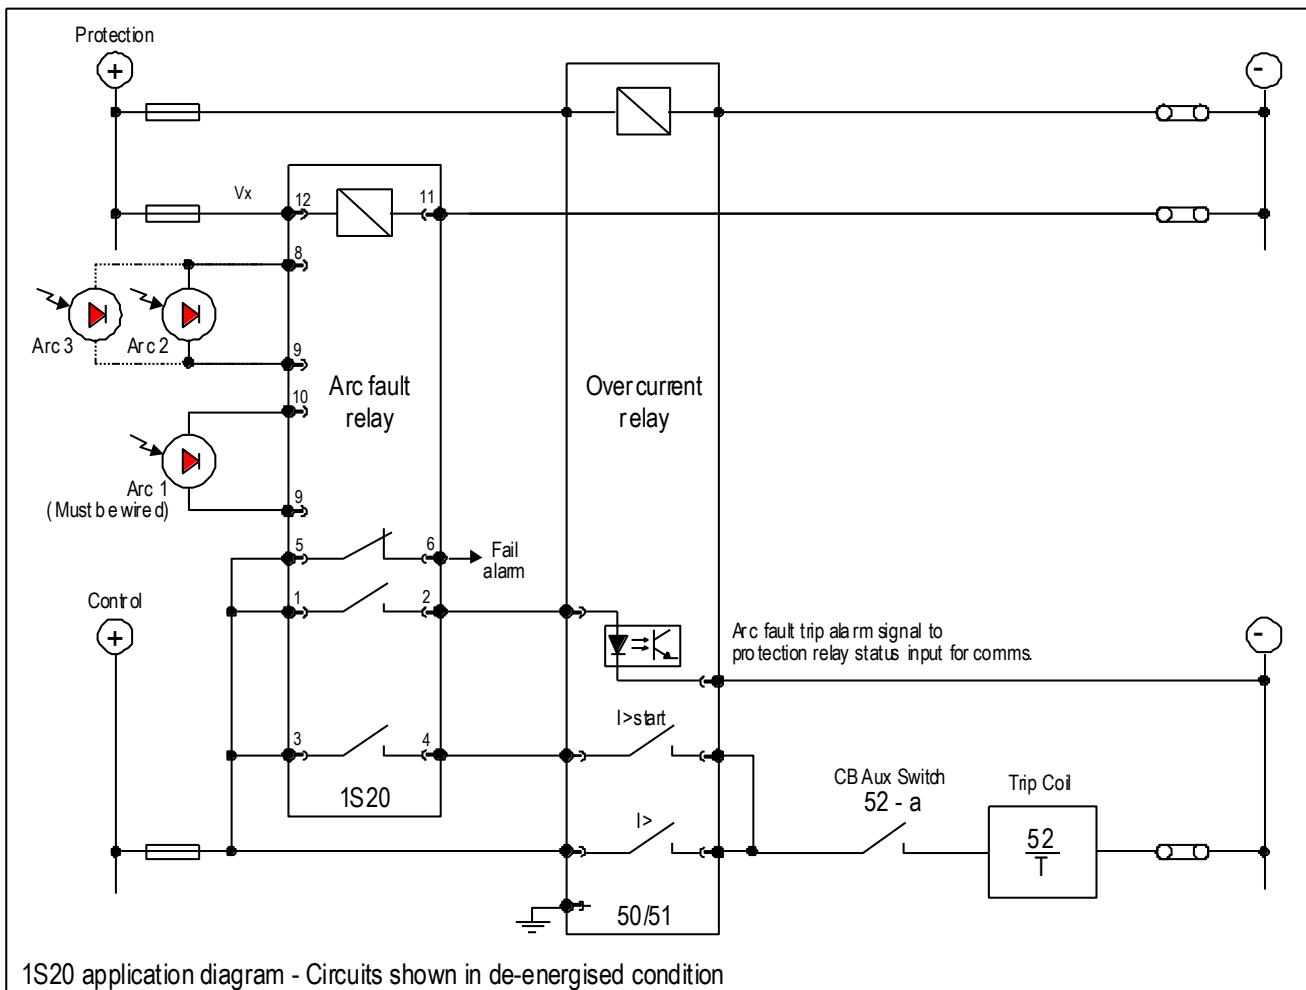 Protection
+
-
Vx
12
11
8
Arc 3
Arc 2
9
10
Arc fault
relay
Over current
relay
Arc 1
(Must be wired)
9
5
6
Fail
alarm
Control
+
1
2
Arc fault trip alarm signal to
protection relay status input for comms.
-
I>start
3
4
CB Aux Switch
52 - a
Trip Coil
1S20
I>
52
T
50/51
1S20 application diagram - Circuits shown in de-energised condition